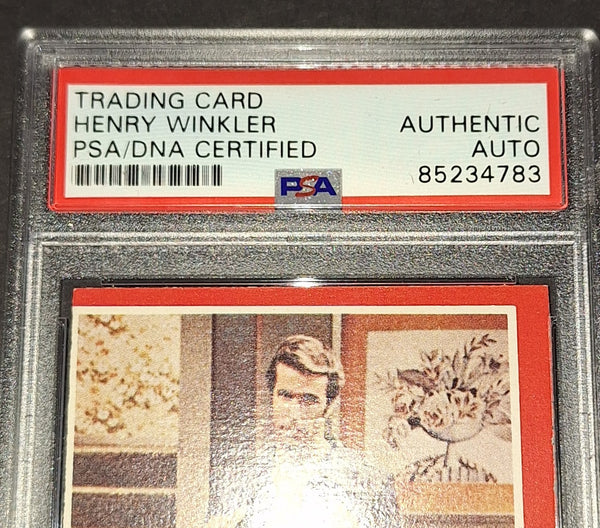 TRADING CARD
HENRY WINKLER AUTHENTIC
PSA/DNA CERTIFIED AUTO
PSA 85234783